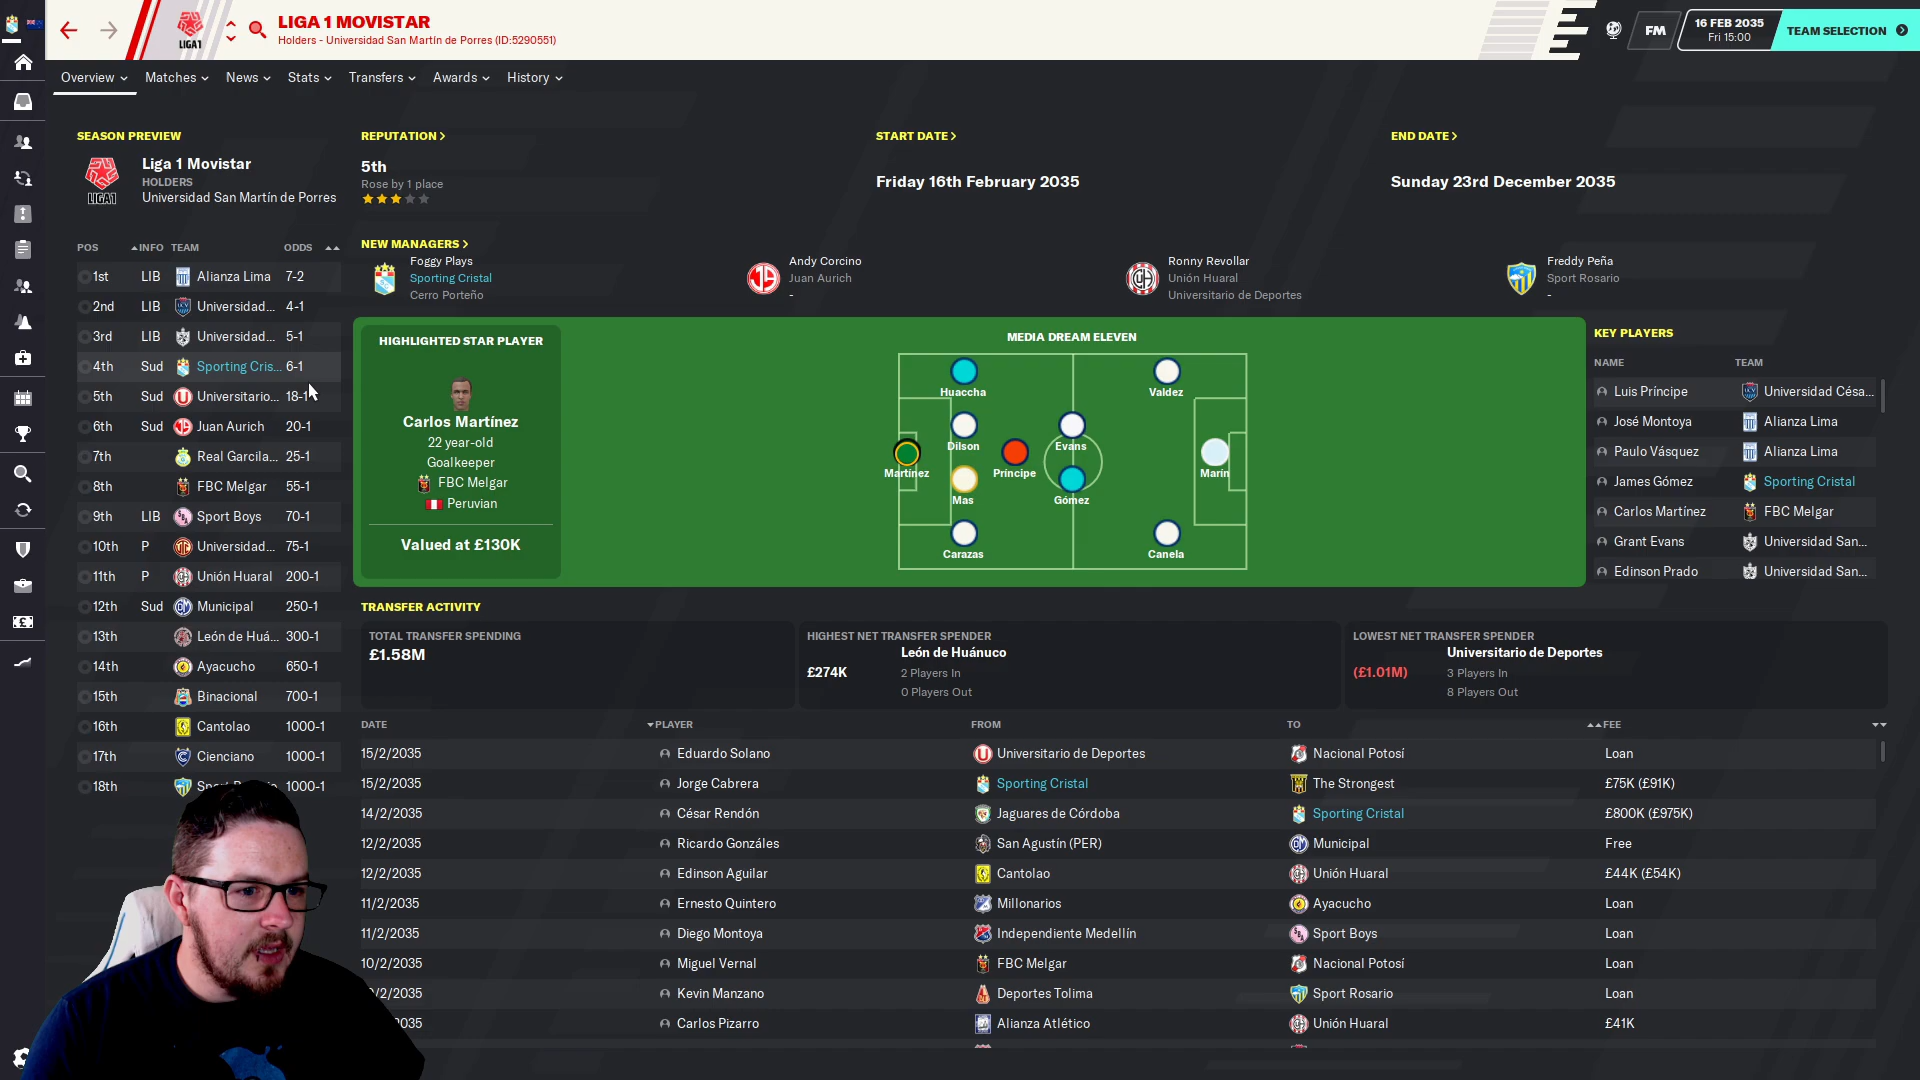 LIGA 1 MOVISTAR
Holders - Universidad San Martín de Porres (ID:5290551)
LIGA1
FM
16 FEB 2035
Fri 15:00
TEAM SELECTION
Overview Matches News Stats Transfers Awards History
SEASON PREVIEW
Liga 1 Movistar
HOLDERS
Universidad San Martín de Porres
LIGA1
REPUTATION
5th
Rose by 1 place
START DATE
Friday 16th February 2035
END DATE
Sunday 23rd December 2035
POS INFO TEAM ODDS
1st LIB Alianza Lima 7-2
2nd LIB Universidad... 4-1
3rd LIB Universidad... 5-1
4th Sud Sporting Cris... 6-1
5th Sud Universitario... 18-1
6th Sud Juan Aurich 20-1
7th Real Garcila... 25-1
8th FBC Melgar 55-1
9th LIB Sport Boys 70-1
10th P Universidad... 75-1
11th P Unión Huaral 200-1
12th Sud Municipal 250-1
13th León de Huá... 300-1
14th Ayacucho 650-1
15th Binacional 700-1
16th Cantolao 1000-1
17th Cienciano 1000-1
18th 1000-1
NEW MANAGERS
Foggy Plays
Sporting Cristal
Cerro Porteño
Andy Corcino
Juan Aurich
-
Ronny Revollar
Unión Huaral
Universitario de Deportes
Freddy Peña
Sport Rosario
-
HIGHLIGHTED STAR PLAYER
Carlos Martínez
22 year-old
Goalkeeper
FBC Melgar
Peruvian
Valued at £130K
MEDIA DREAM ELEVEN
Huaccha
Valdez
Dilson
Evans
Martínez
Príncipe
Marín
Mas
Gómez
Carazas
Canela
KEY PLAYERS
NAME TEAM
Luis Príncipe Universidad Césa...
José Montoya Alianza Lima
Paulo Vásquez Alianza Lima
James Gómez Sporting Cristal
Carlos Martínez FBC Melgar
Grant Evans Universidad San...
Edinson Prado Universidad San...
TRANSFER ACTIVITY
TOTAL TRANSFER SPENDING
£1.58M
HIGHEST NET TRANSFER SPENDER
León de Huánuco
£274K
2 Players In
0 Players Out
LOWEST NET TRANSFER SPENDER
Universitario de Deportes
(£1.01M)
3 Players In
8 Players Out
DATE PLAYER FROM TO FEE
15/2/2035 Eduardo Solano Universitario de Deportes Nacional Potosí Loan
15/2/2035 Jorge Cabrera Sporting Cristal The Strongest £75K (£91K)
14/2/2035 César Rendón Jaguares de Córdoba Sporting Cristal £800K (£975K)
12/2/2035 Ricardo Gonzáles San Agustín (PER) Municipal Free
12/2/2035 Edinson Aguilar Cantolao Unión Huaral £44K (£54K)
11/2/2035 Ernesto Quintero Millonarios Ayacucho Loan
11/2/2035 Diego Montoya Independiente Medellín Sport Boys Loan
10/2/2035 Miguel Vernal FBC Melgar Nacional Potosí Loan
/2/2035 Kevin Manzano Deportes Tolima Sport Rosario Loan
2035 Carlos Pizarro Alianza Atlético Unión Huaral £41K